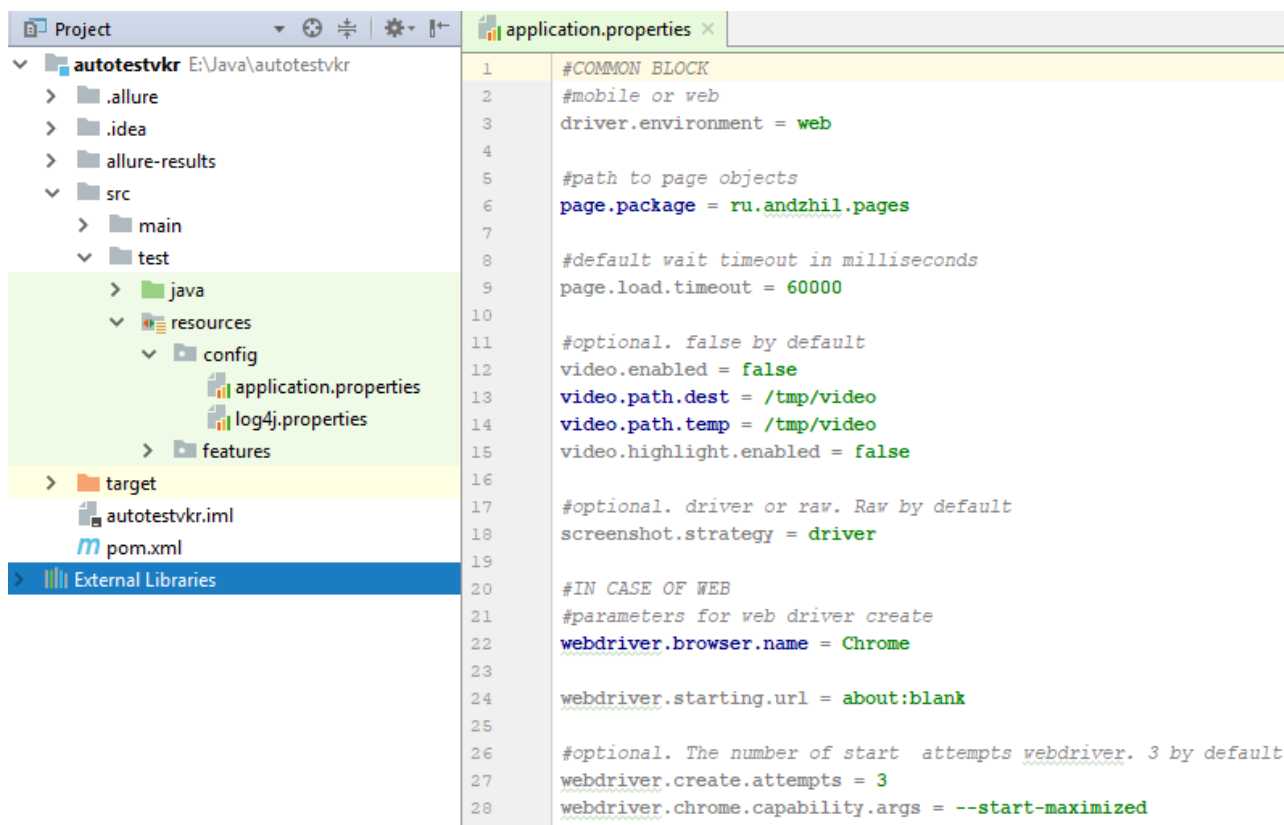 Project
autotestvkr E:\Java\autotestvkr
.allure
.idea
allure-results
src
main
test
java
resources
config
application.properties
log4j.properties
features
target
autotestvkr.iml
pom.xml
External Libraries
application.properties
1 #COMMON BLOCK
2 #mobile or web
3 driver.environment = web
4
5 #path to page objects
6 page.package = ru.andzhil.pages
7
8 #default wait timeout in milliseconds
9 page.load.timeout = 60000
10
11 #optional. false by default
12 video.enabled = false
13 video.path.dest = /tmp/video
14 video.path.temp = /tmp/video
15 video.highlight.enabled = false
16
17 #optional. driver or raw. Raw by default
18 screenshot.strategy = driver
19
20 #IN CASE OF WEB
21 #parameters for web driver create
22 webdriver.browser.name = Chrome
23
24 webdriver.starting.url = about:blank
25
26 #optional. The number of start  attempts webdriver. 3 by default
27 webdriver.create.attempts = 3
28 webdriver.chrome.capability.args = --start-maximized